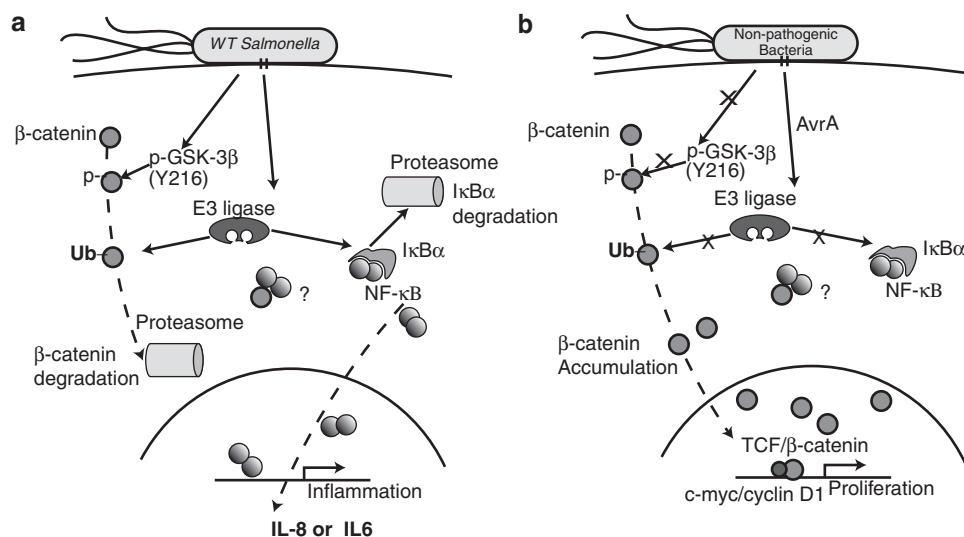 a
WT Salmonella
β-catenin
p-
p-GSK-3β
(Y216)
Proteasome
IκBα
degradation
E3 ligase
Ub
IκBα
?
NF-κB
Proteasome
β-catenin
degradation
Inflammation
IL-8 or IL6
b
Non-pathogenic
Bacteria
AvrA
β-catenin
p-GSK-3β
(Y216)
p-
E3 ligase
Ub
IκBα
?
β-catenin
Accumulation
TCF/β-catenin
c-myc/cyclin D1
Proliferation